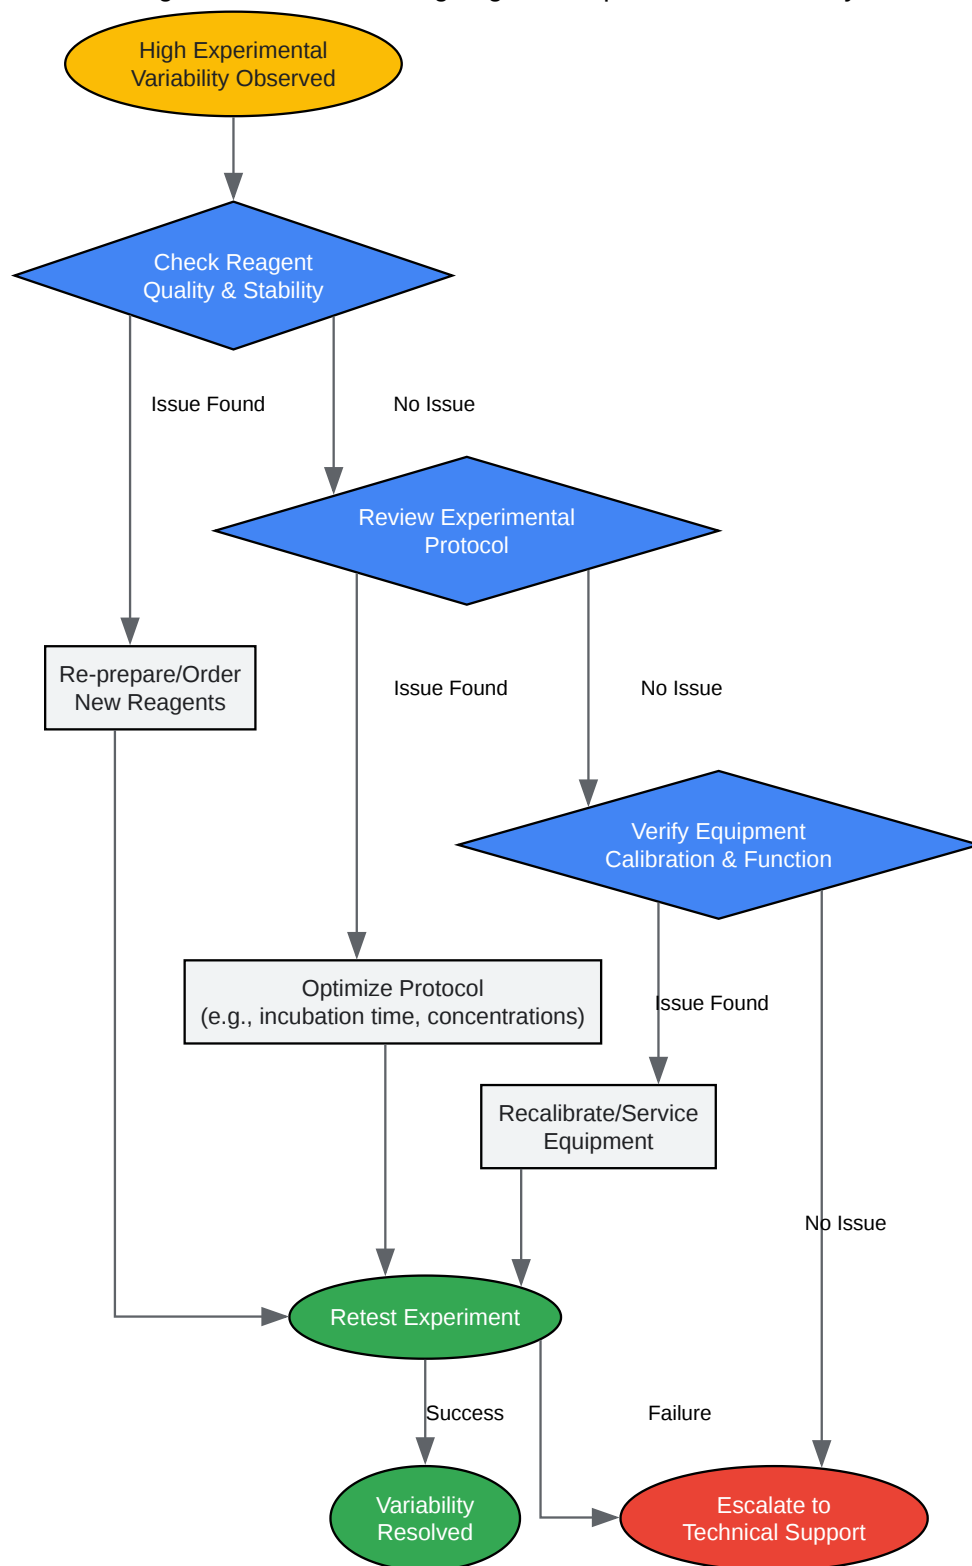 High Experimental
Variability Observed
Check Reagent
Quality & Stability
Issue Found
No Issue
Review Experimental
Protocol
Re-prepare/Order
New Reagents
Issue Found
No Issue
Verify Equipment
Calibration & Function
Optimize Protocol
(e.g., incubation time, concentrations)
Issue Found
Recalibrate/Service
Equipment
No Issue
Retest Experiment
Success
Failure
Variability
Resolved
Escalate to
Technical Support